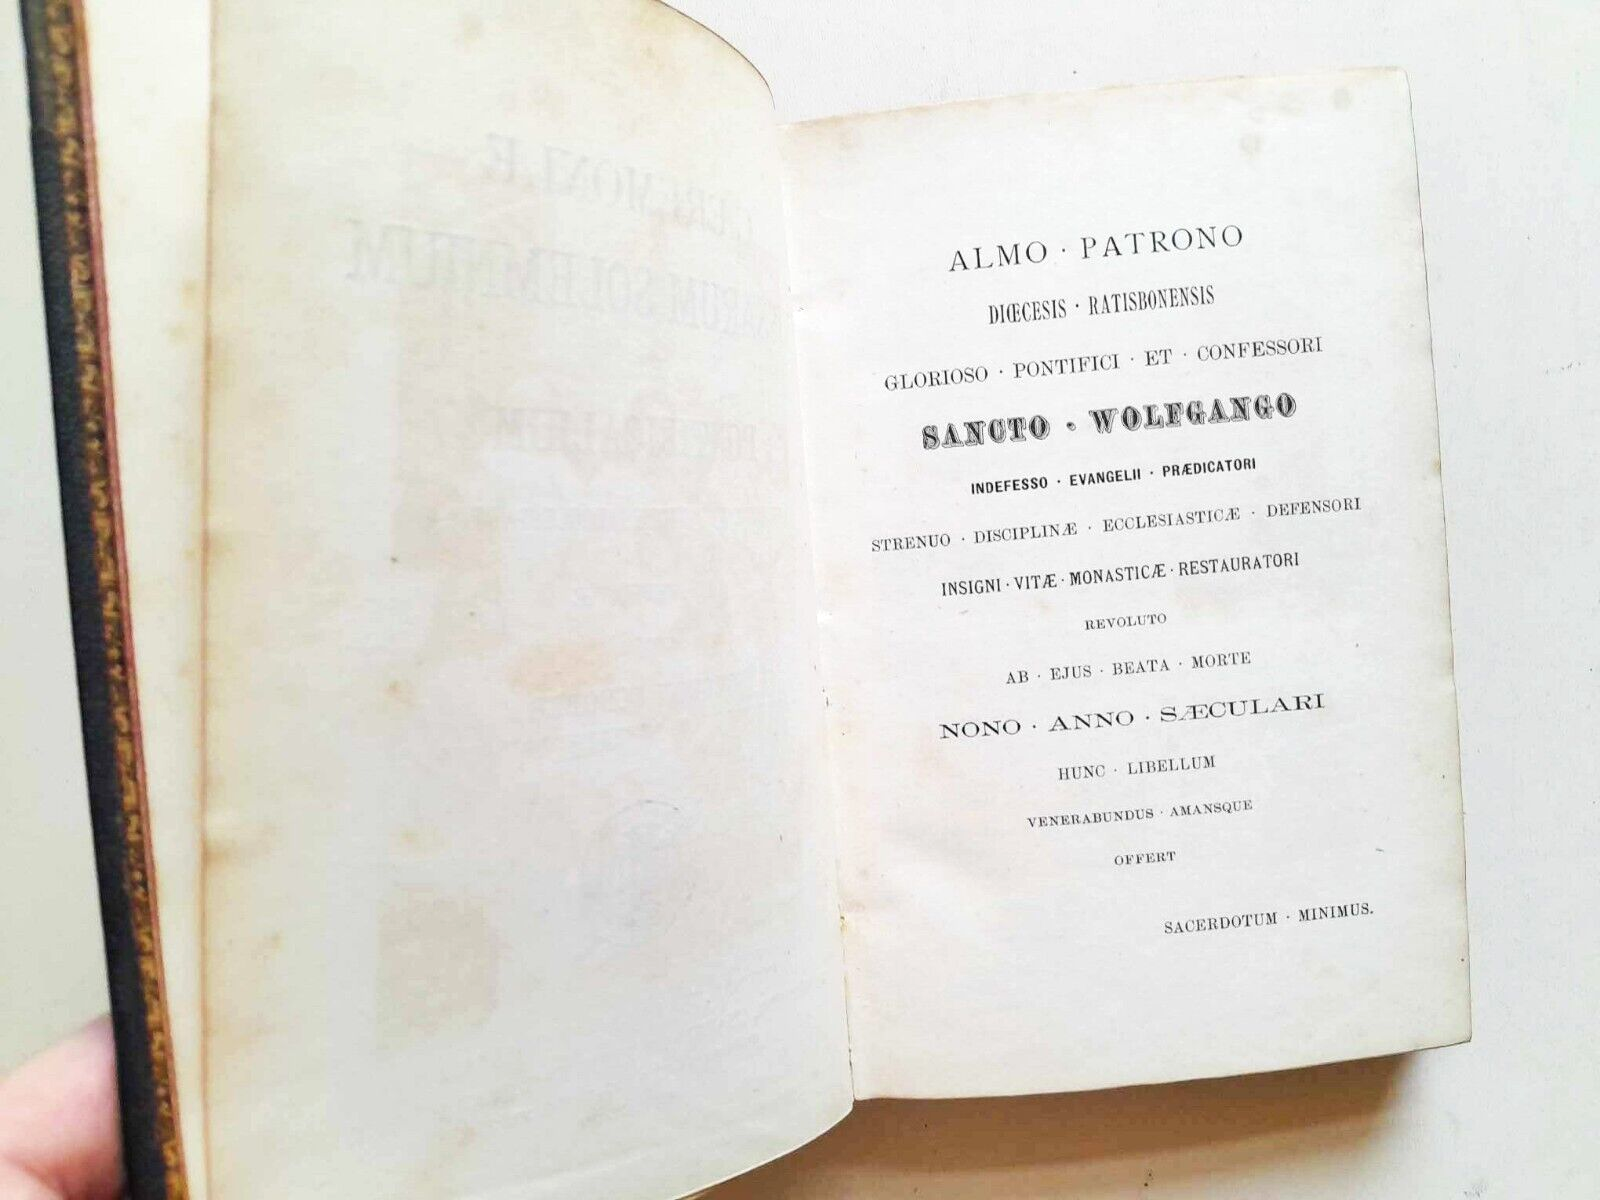 ALMO · PATRONO
DIŒCESIS · RATISBONENSIS
GLORIOSO · PONTIFICI · ET · CONFESSORI
SANCTO · WOLFGANGO
INDEFESSO · EVANGELII · PRÆDICATORI
STRENUO · DISCIPLINÆ · ECCLESIASTICÆ · DEFENSORI
INSIGNI · VITÆ · MONASTICÆ · RESTAURATORI
REVOLUTO
AB · EJUS · BEATA · MORTE
NONO · ANNO · SÆCULARI
HUNC · LIBELLUM
VENERABUNDUS · AMANSQUE
OFFERT
SACERDOTUM · MINIMUS.